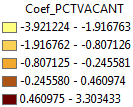 Coef_PCTVACANT
-3.921224 - -1.916763
-1.916762 - -0.807126
-0.807125 - -0.245581
-0.245580 - 0.460974
0.460975 - 3.303433